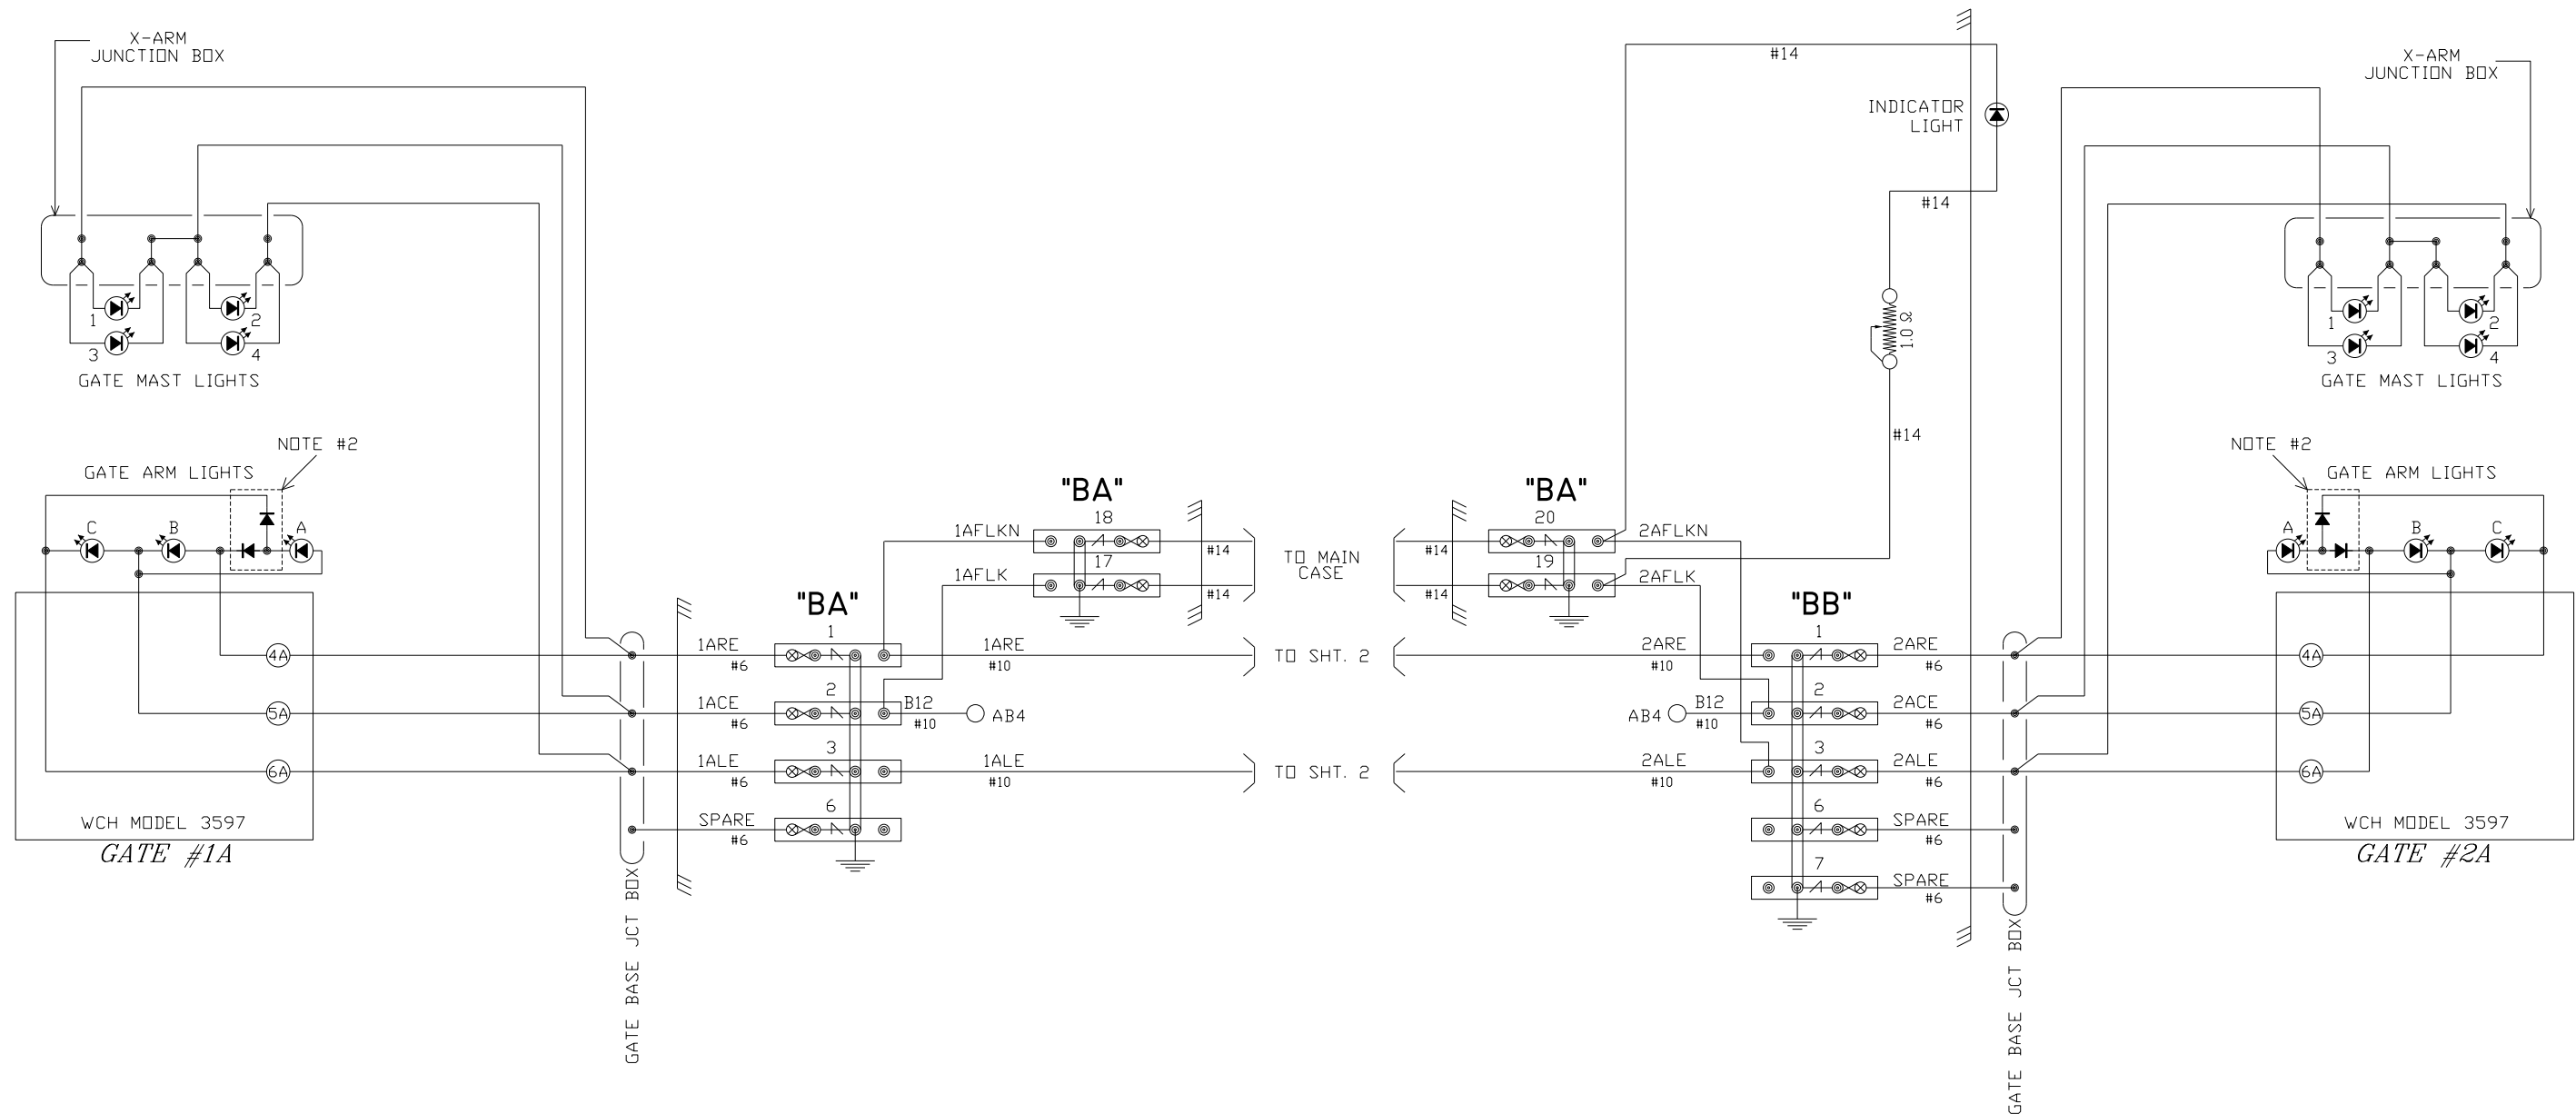 X-ARM
JUNCTION BOX
GATE MAST LIGHTS
1
2
3
4
NOTE #2
GATE ARM LIGHTS
C
B
A
4A
5A
6A
WCH MODEL 3597
GATE #1A
GATE BASE JCT BOX
1ARE
#6
1ACE
#6
1ALE
#6
SPARE
#6
"BA"
1
2
3
6
1AFLKN
1AFLK
1ARE
#10
B12
#10
AB4
1ALE
#10
"BA"
18
17
#14
#14
TO MAIN
CASE
TO SHT. 2
TO SHT. 2
#14
#14
"BA"
20
19
2AFLKN
2AFLK
#14
INDICATOR
LIGHT
#14
1.0 Ω
#14
2ARE
#10
AB4
B12
#10
2ALE
#10
"BB"
1
2
3
6
7
2ARE
#6
2ACE
#6
2ALE
#6
SPARE
#6
SPARE
#6
GATE BASE JCT BOX
X-ARM
JUNCTION BOX
1
2
3
4
GATE MAST LIGHTS
NOTE #2
GATE ARM LIGHTS
A
B
C
4A
5A
6A
WCH MODEL 3597
GATE #2A